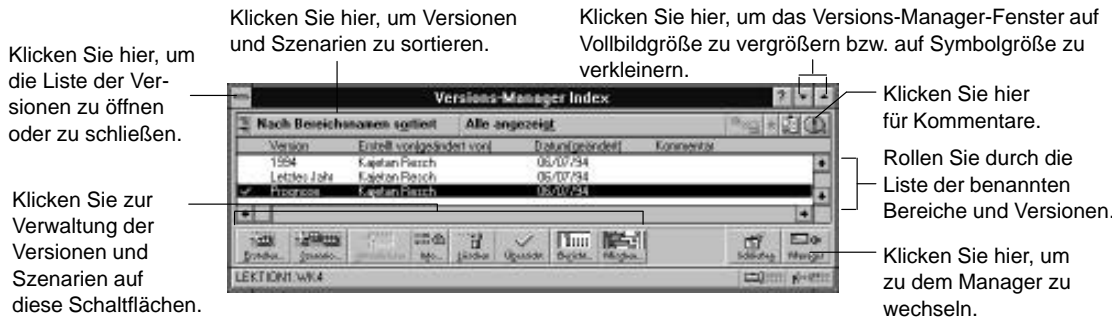 Klicken Sie hier, um
die Liste der Ver-
sionen zu öffnen
oder zu schließen.
Klicken Sie hier, um Versionen
und Szenarien zu sortieren.
Klicken Sie hier, um das Versions-Manager-Fenster auf
Vollbildgröße zu vergrößern bzw. auf Symbolgröße zu
verkleinern.
Versions-Manager Index
?
Nach Bereichsnamen sortiert Alle angezeigt
Version Erstellt von(geändert von) Datum(geändert) Kommentar
1994 Kajetan Riesch 06/07/94
Letztes Jahr Kajetan Riesch 06/07/94
Prognose Kajetan Riesch 06/07/94
Info... Löschen Übersicht Bericht... Manager
LEKTION1.WK4
Klicken Sie hier
für Kommentare.
Rollen Sie durch die
Liste der benannten
Bereiche und Versionen.
Klicken Sie hier, um
zu dem Manager zu
wechseln.
Klicken Sie zur
Verwaltung der
Versionen und
Szenarien auf
diese Schaltflächen.